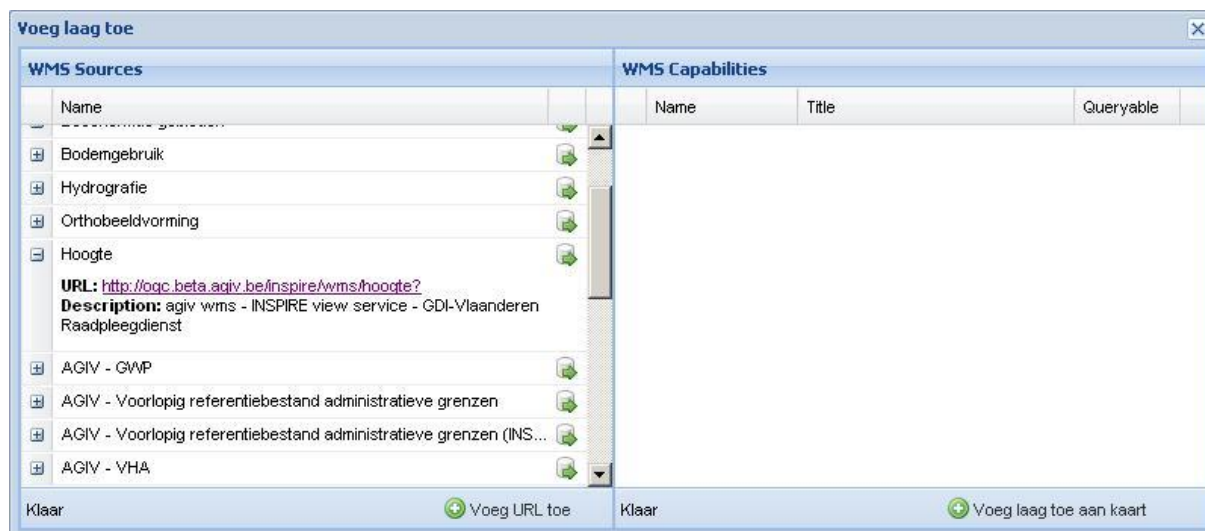 Voeg laag toe
WMS Sources
WMS Capabilities
Name
Name Title Queryable
Bodemgebruik
Hydrografie
Orthobeeldvorming
Hoogte
URL: http://ogc.beta.agiv.be/inspire/wms/hoogte?
Description: agiv wms - INSPIRE view service - GDI-Vlaanderen
Raadpleegdienst
AGIV - GWP
AGIV - Voorlopig referentiebestand administratieve grenzen
AGIV - Voorlopig referentiebestand administratieve grenzen (INS...
AGIV - VHA
Klaar Voeg URL toe
Klaar Voeg laag toe aan kaart